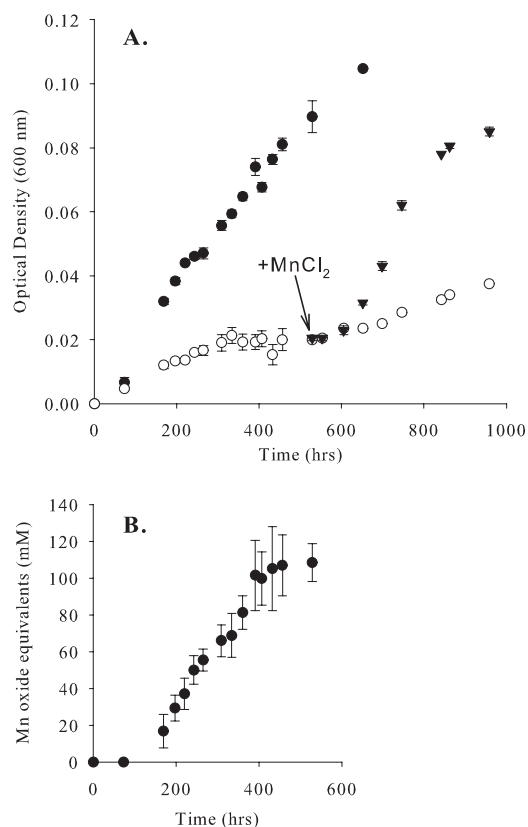 A.
Optical Density (600 nm)
0.12
0.10
0.08
0.06
0.04
0.02
0.00
+MnCl2
0 200 400 600 800 1000
Time (hrs)
B.
Mn oxide equivalents (mM)
140
120
100
80
60
40
20
0
0 200 400 600
Time (hrs)